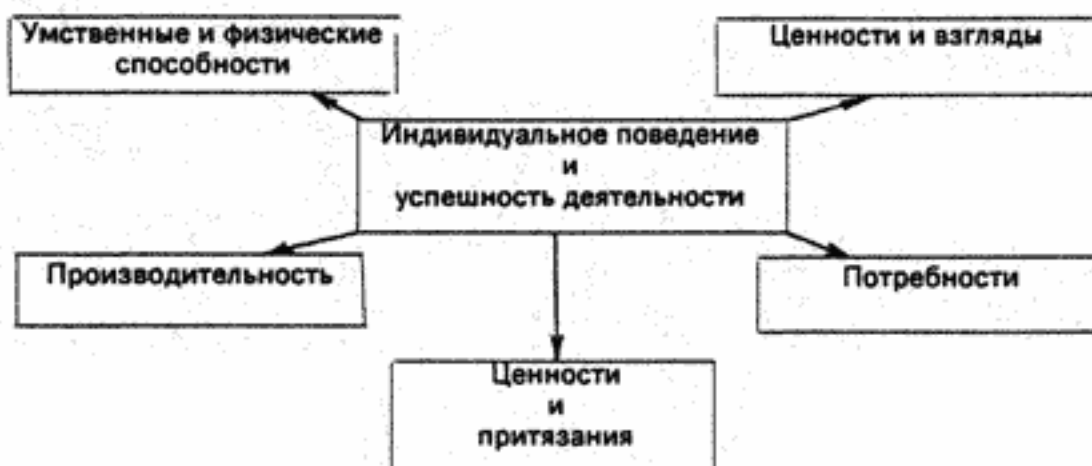 Умственные и физические
способности
Ценности и взгляды
Индивидуальное поведение
и
успешность деятельности
Производительность
Потребности
Ценности
и
притязания